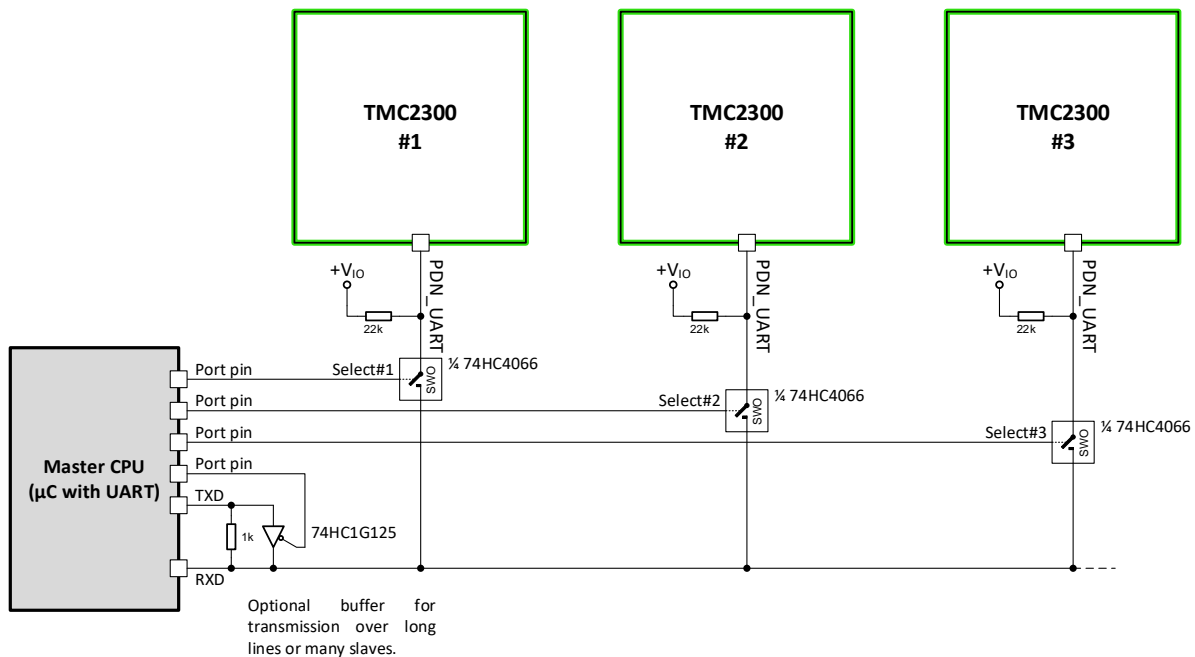 TMC2300
#1
TMC2300
#2
TMC2300
#3
+VIO
22k
PDN_UART
+VIO
22k
PDN_UART
+VIO
22k
PDN_UART
Master CPU
(µC with UART)
Port pin
Select#1
SWO
¼ 74HC4066
Port pin
Select#2
SWO
¼ 74HC4066
Port pin
Select#3
SWO
¼ 74HC4066
Port pin
TXD
1k
74HC1G125
RXD
Optional buffer for
transmission over long
lines or many slaves.